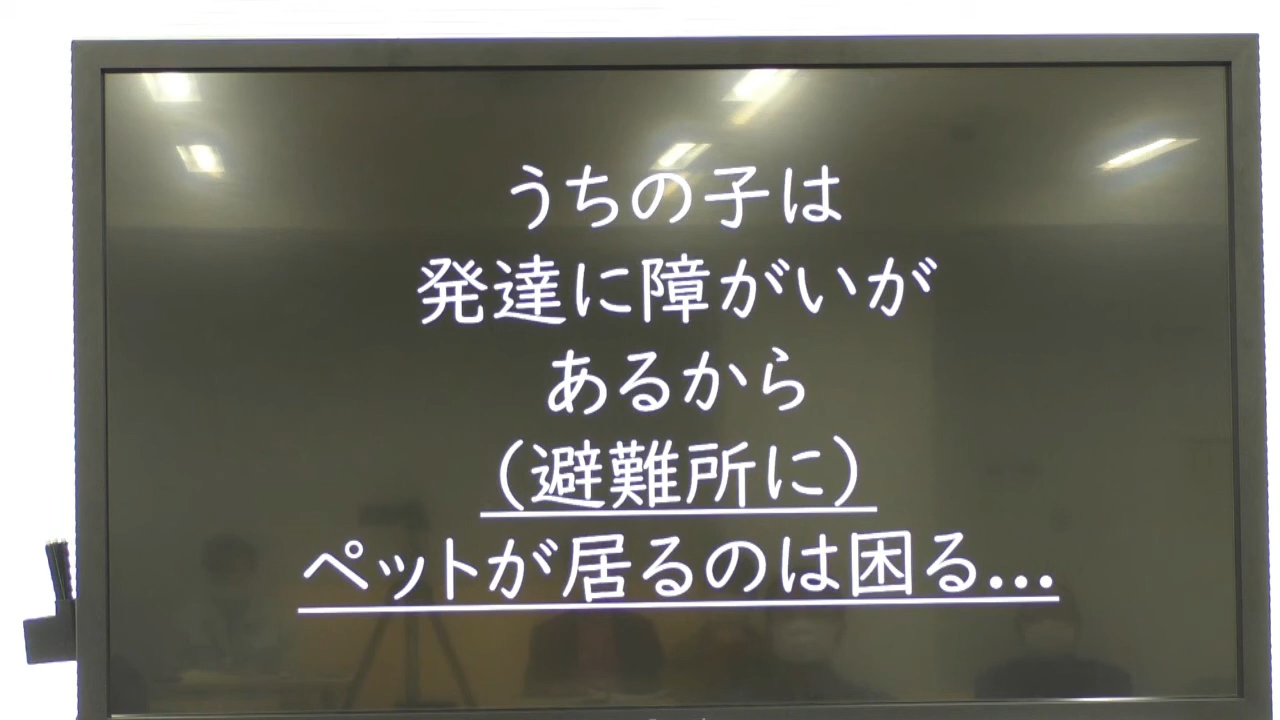 うちの子は
発達に障がいが
あるから
(避難所に)
ペットが居るのは困る...